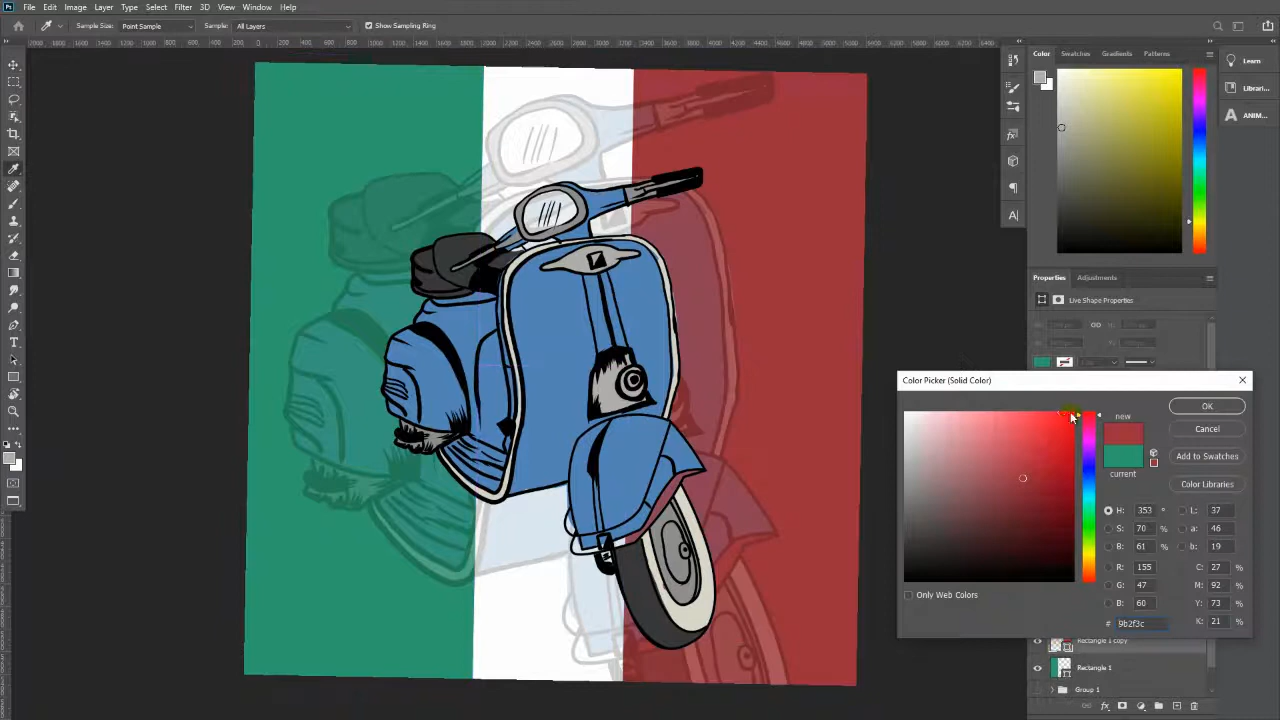 Ps File Edit Image Layer Type Select Filter 3D View Window Help
Sample Size: Point Sample Sample: All Layers Show Sampling Ring
Color Swatches Gradients Patterns
Learn
Librari...
ANIM...
Properties Adjustments
Live Shape Properties
Color Picker (Solid Color)
new
current
OK
Cancel
Add to Swatches
Color Libraries
H: 353 ° L: 37
S: 70 % a: 46
B: 61 % b: 19
R: 155 C: 27 %
G: 47 M: 92 %
B: 60 Y: 73 %
# 9b2f3c K: 21 %
Only Web Colors
Rectangle 1 copy
Rectangle 1
Group 1